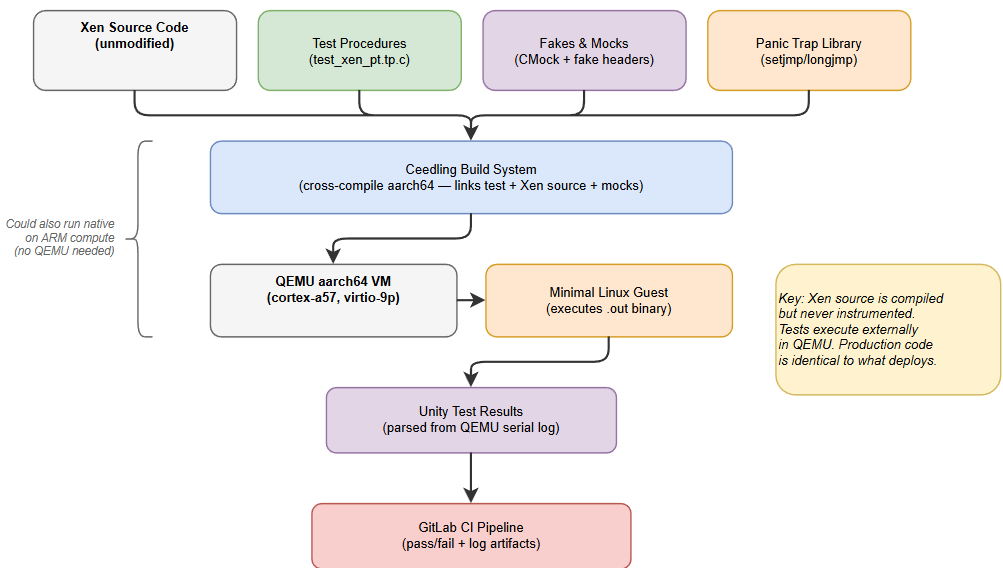 Xen Source Code
(unmodified)
Test Procedures
(test_xen_pt.tp.c)
Fakes & Mocks
(CMock + fake headers)
Panic Trap Library
(setjmp/longjmp)
Ceedling Build System
(cross-compile aarch64 — links test + Xen source + mocks)
Could also run native
on ARM compute
(no QEMU needed)
QEMU aarch64 VM
(cortex-a57, virtio-9p)
Minimal Linux Guest
(executes .out binary)
Key: Xen source is compiled
but never instrumented.
Tests execute externally
in QEMU. Production code
is identical to what deploys.
Unity Test Results
(parsed from QEMU serial log)
GitLab CI Pipeline
(pass/fail + log artifacts)